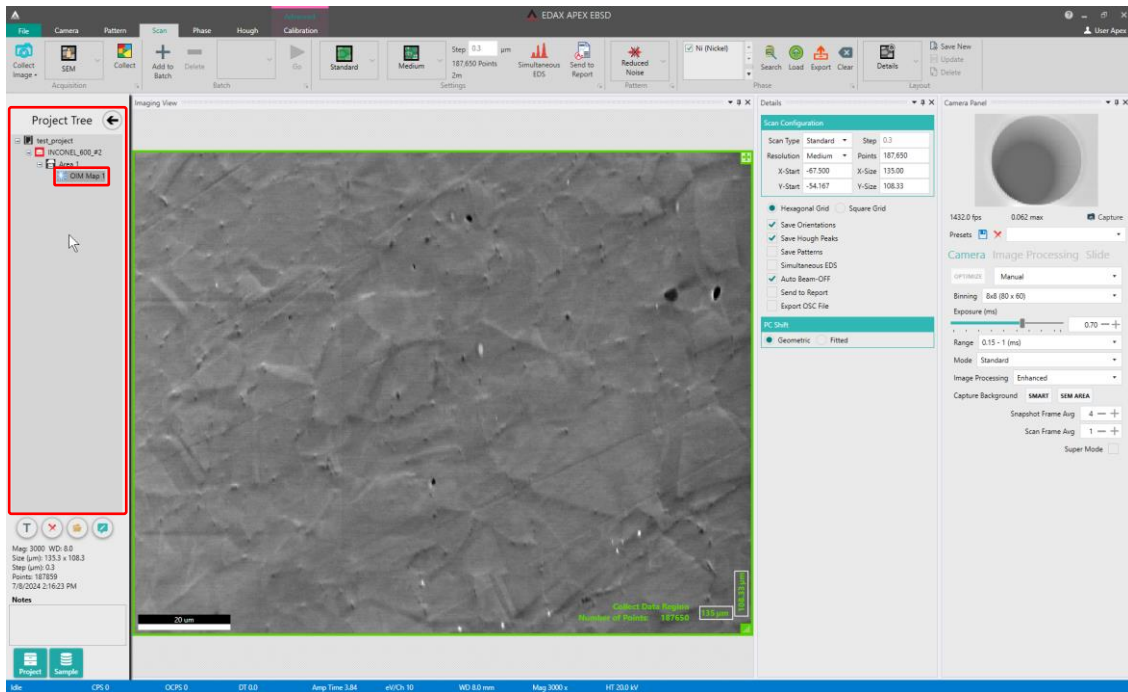 EDAX APEX EBSD
Advanced
File Camera Pattern Scan Phase Hough Calibration
User Apex
Collect Image
SEM
Collect
Add to Batch
Delete
Go
Standard
Medium
Step 0.3 µm
187,650 Points
2m
Simultaneous EDS
Send to Report
Reduced Noise
Ni (Nickel)
Search Load Export Clear
Details
Save New
Update
Delete
Acquisition Batch Settings Pattern Phase Layout
Project Tree
test_project
INCONEL_600_#2
Area 1
OIM Map 1
T
Mag: 3000 WD: 8.0
Size (µm): 135.3 x 108.3
Step (µm): 0.3
Points: 187859
7/8/2024 2:16:23 PM
Notes
Project Sample
Imaging View
20 um
Collect Data Region
Number of Points: 187650
135 µm
108.33 µm
Details
Scan Configuration
Scan Type Standard Step 0.3
Resolution Medium Points 187,650
X-Start -67.500 X-Size 135.00
Y-Start -54.167 Y-Size 108.33
Hexagonal Grid Square Grid
Save Orientations
Save Hough Peaks
Save Patterns
Simultaneous EDS
Auto Beam-OFF
Send to Report
Export OSC File
PC Shift
Geometric Fitted
Camera Panel
1432.0 fps 0.062 max Capture
Presets
Camera Image Processing Slide
OPTIMIZE Manual
Binning 8x8 (80 x 60)
Exposure (ms)
0.70
Range 0.15 - 1 (ms)
Mode Standard
Image Processing Enhanced
Capture Background SMART SEM AREA
Snapshot Frame Avg 4
Scan Frame Avg 1
Super Mode
Idle CPS 0 OCPS 0 DT 0.0 Amp Time 3.84 eV/Ch 10 WD 8.0 mm Mag 3000 x HT 20.0 kV